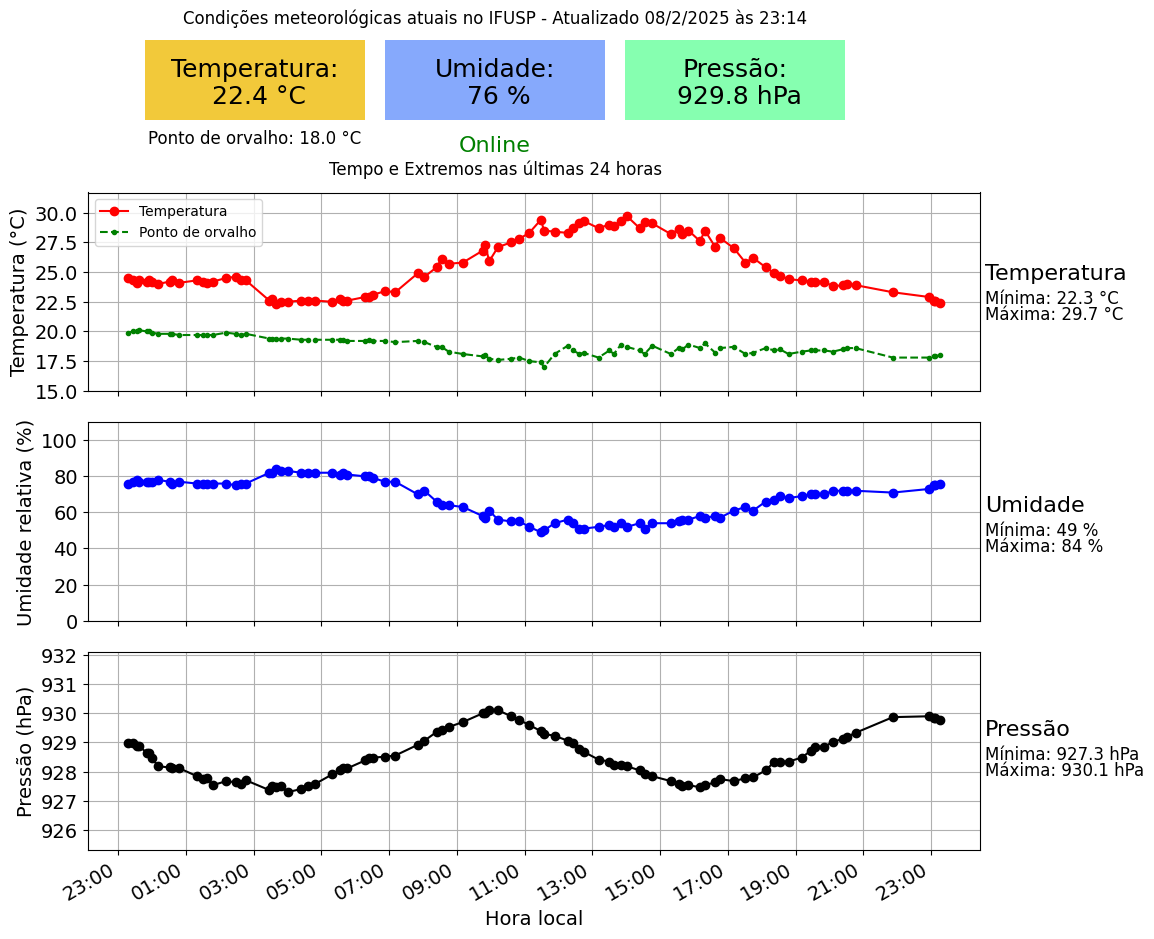 Condições meteorológicas atuais no IFUSP - Atualizado 08/2/2025 às 23:14
Temperatura:
22.4 °C
Umidade:
76 %
Pressão:
929.8 hPa
Ponto de orvalho: 18.0 °C
Online
Tempo e Extremos nas últimas 24 horas
Temperatura (°C)
30.0
27.5
25.0
22.5
20.0
17.5
15.0
Temperatura
Ponto de orvalho
Temperatura
Mínima: 22.3 °C
Máxima: 29.7 °C
Umidade relativa (%)
100
80
60
40
20
0
Umidade
Mínima: 49 %
Máxima: 84 %
Pressão (hPa)
932
931
930
929
928
927
926
Pressão
Mínima: 927.3 hPa
Máxima: 930.1 hPa
23:00 01:00 03:00 05:00 07:00 09:00 11:00 13:00 15:00 17:00 19:00 21:00 23:00
Hora local